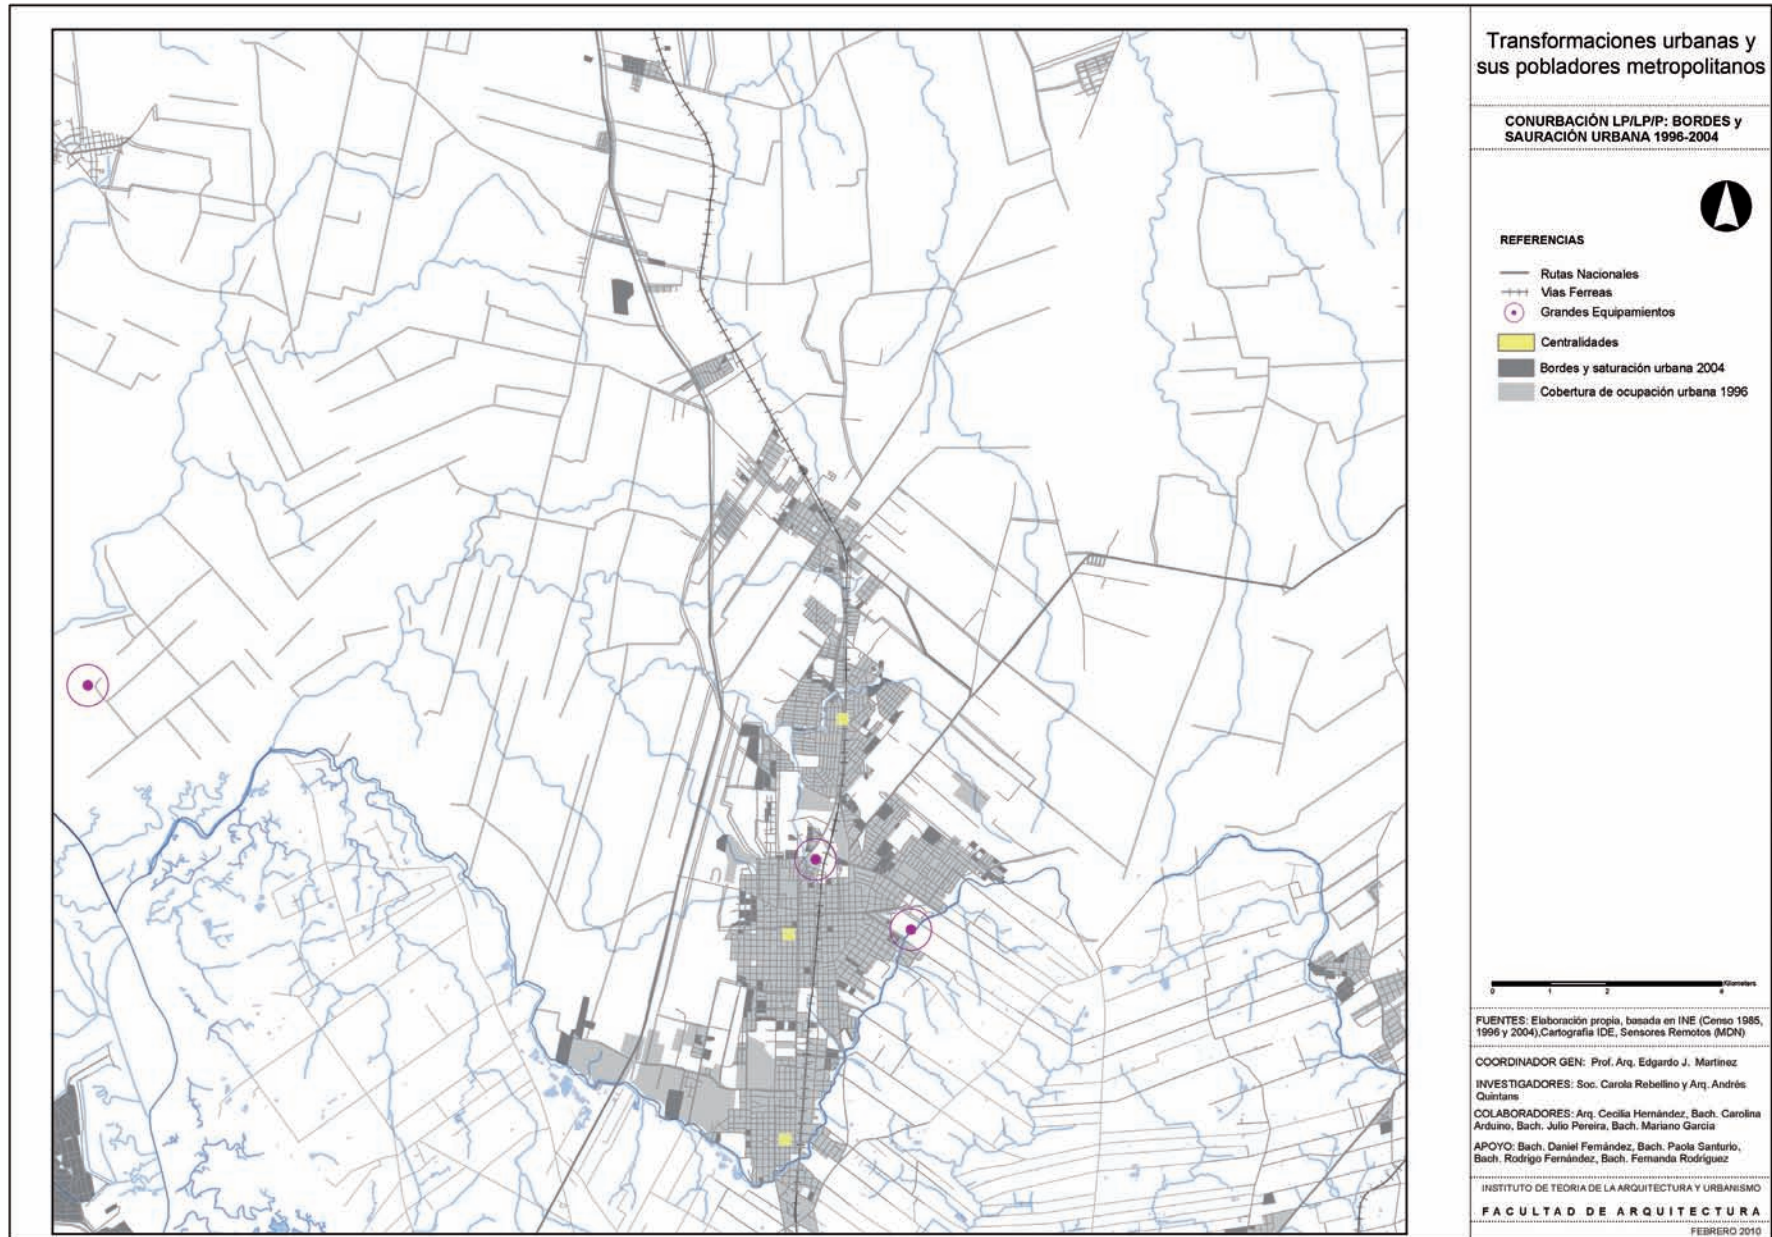 Transformaciones urbanas y
sus pobladores metropolitanos
CONURBACIÓN LP/LP/P: BORDES y
SAURACIÓN URBANA 1996-2004
REFERENCIAS
Rutas Nacionales
Vias Ferreas
Grandes Equipamientos
Centralidades
Bordes y saturación urbana 2004
Cobertura de ocupación urbana 1996
0 1 2 4 Kilometers
FUENTES: Elaboración propia, basada en INE (Censo 1985,
1996 y 2004),Cartografía IDE, Sensores Remotos (MDN)
COORDINADOR GEN: Prof. Arq. Edgardo J. Martínez
INVESTIGADORES: Soc. Carola Rebellino y Arq. Andrés
Quintans
COLABORADORES: Arq. Cecilia Hernández, Bach. Carolina
Arduino, Bach. Julio Pereira, Bach. Mariano García
APOYO: Bach. Daniel Fernández, Bach. Paola Santurio,
Bach. Rodrigo Fernández, Bach. Fernanda Rodríguez
INSTITUTO DE TEORIA DE LA ARQUITECTURA Y URBANISMO
FACULTAD DE ARQUITECTURA
FEBRERO 2010